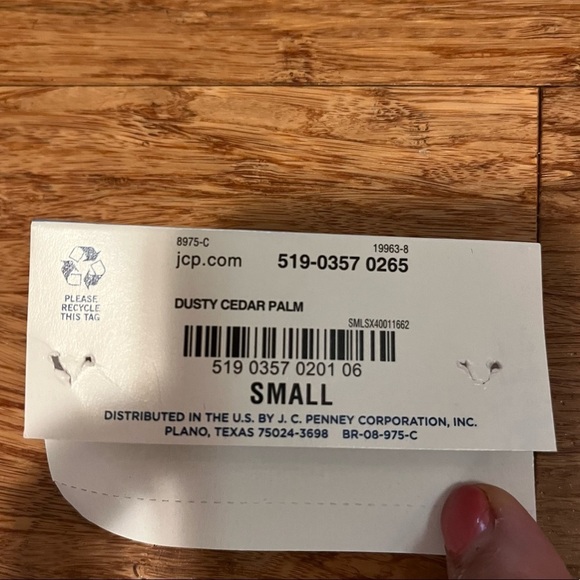 8975-C 19963-8
jcp.com 519-0357 0265
PLEASE
RECYCLE
THIS TAG
DUSTY CEDAR PALM
SMLSX40011662
519 0357 0201 06
SMALL
DISTRIBUTED IN THE U.S. BY J. C. PENNEY CORPORATION, INC.
PLANO, TEXAS 75024-3698 BR-08-975-C